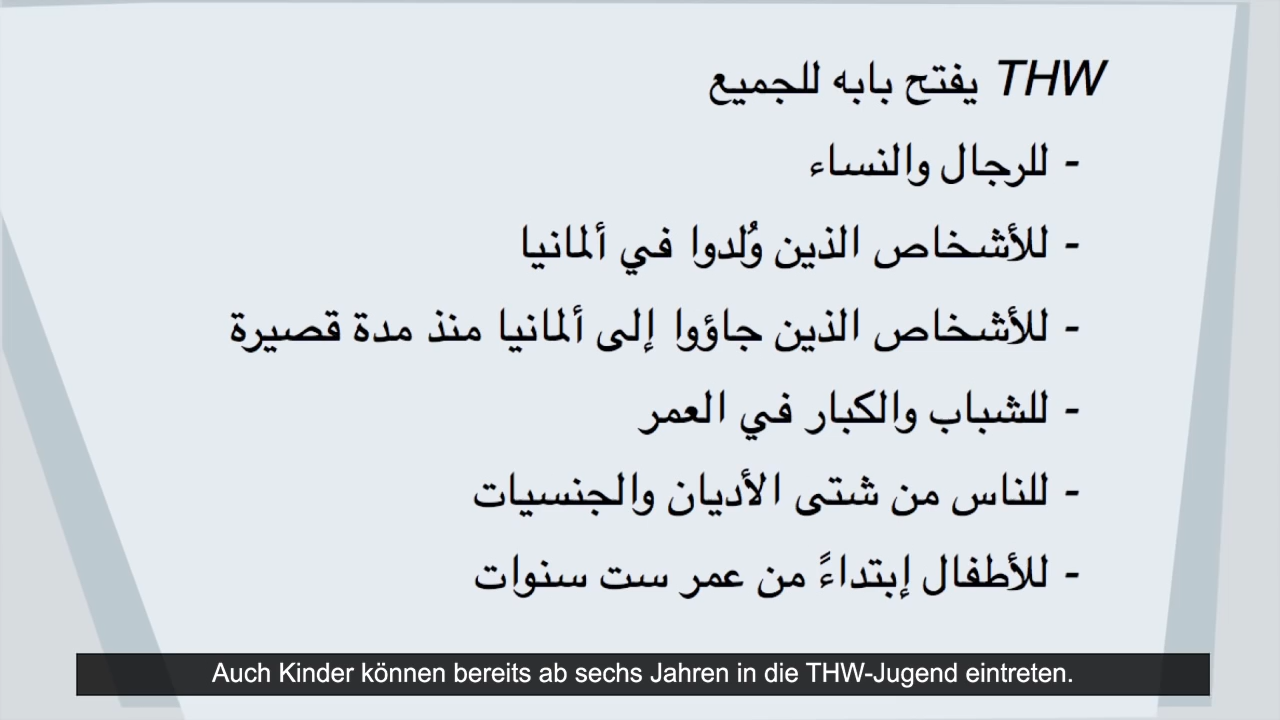 THW يفتح بابه للجميع
- للرجال والنساء
- للأشخاص الذين وُلدوا في ألمانيا
- للأشخاص الذين جاؤوا إلى ألمانيا منذ مدة قصيرة
- للشباب والكبار في العمر
- للناس من شتى الأديان والجنسيات
- للأطفال إبتداءً من عمر ست سنوات
Auch Kinder können bereits ab sechs Jahren in die THW-Jugend eintreten.